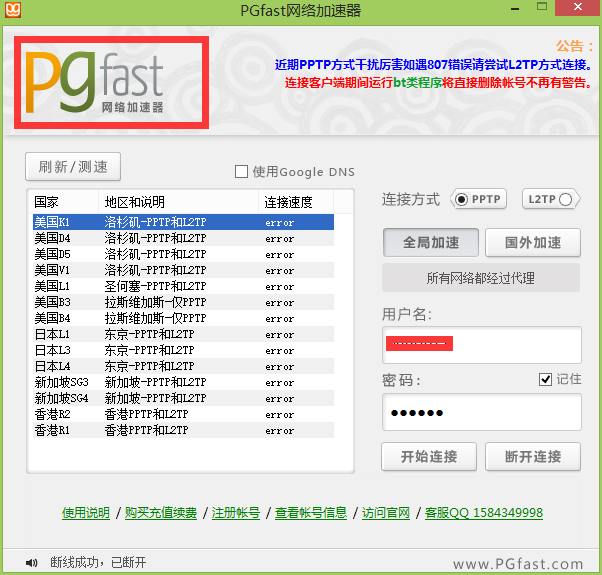 PGfast网络加速器
公告：
近期PPTP方式干扰厉害如遇807错误请尝试L2TP方式连接。
连接客户端期间运行bt类程序将直接删除帐号不再有警告。
pgfast
网络加速器
刷新/测速
使用Google DNS
国家 地区和说明 连接速度
美国K1 洛杉矶-PPTP和L2TP error
美国D4 洛杉矶-PPTP和L2TP error
美国D5 洛杉矶-PPTP和L2TP error
美国V1 洛杉矶-PPTP和L2TP error
美国L1 圣何塞-PPTP和L2TP error
美国B3 拉斯维加斯-仅PPTP error
美国B4 拉斯维加斯-仅PPTP error
日本L1 东京-PPTP和L2TP error
日本L3 东京-PPTP和L2TP error
日本L4 东京-PPTP和L2TP error
新加坡SG3 新加坡-PPTP和L2TP error
新加坡SG4 新加坡-PPTP和L2TP error
香港R2 香港PPTP和L2TP error
香港R1 香港PPTP和L2TP error
连接方式 PPTP L2TP
全局加速 国外加速
所有网络都经过代理
用户名:
密码: 记住
●●●●●●
开始连接 断开连接
使用说明 / 购买充值续费 / 注册帐号 / 查看帐号信息 / 访问官网 / 客服QQ 1584349998
断线成功，已断开
www.PGfast.com